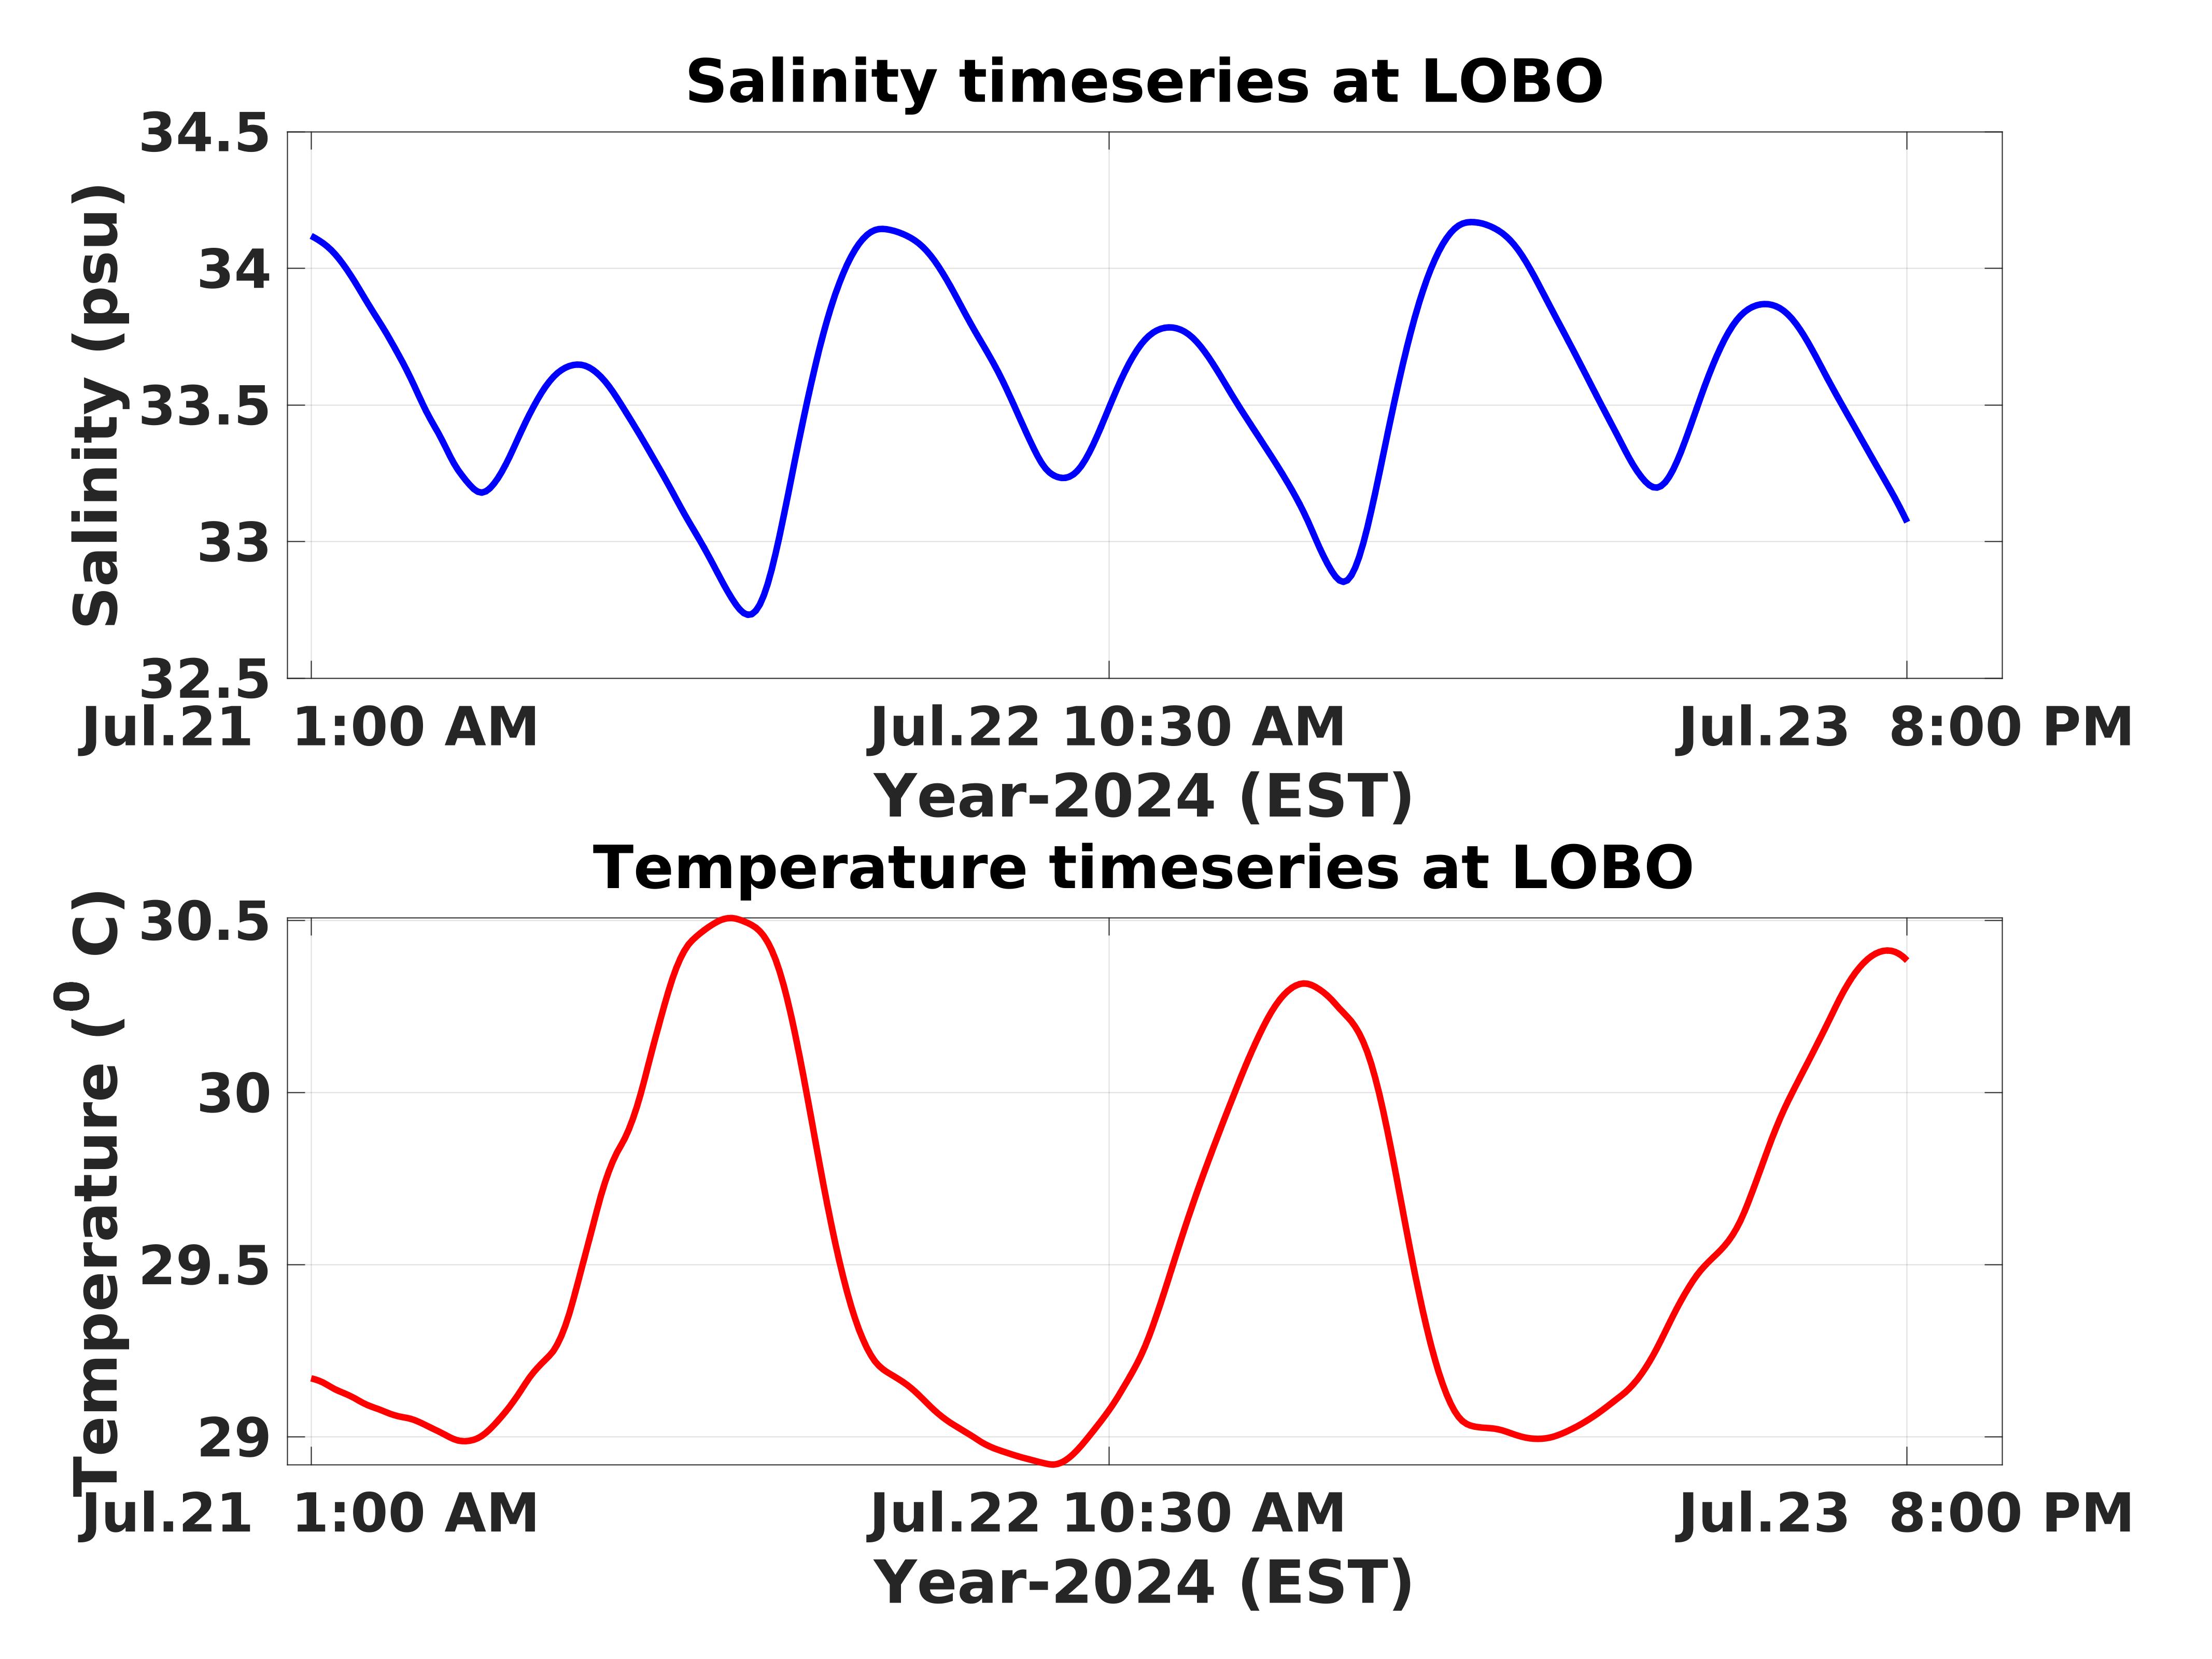 Salinity timeseries at LOBO
Salinity (psu)
34.5
34
33.5
33
32.5
Jul.21 1:00 AM Jul.22 10:30 AM Jul.23 8:00 PM
Year-2024 (EST)
Temperature timeseries at LOBO
Temperature (⁰ C)
30.5
30
29.5
29
Jul.21 1:00 AM Jul.22 10:30 AM Jul.23 8:00 PM
Year-2024 (EST)